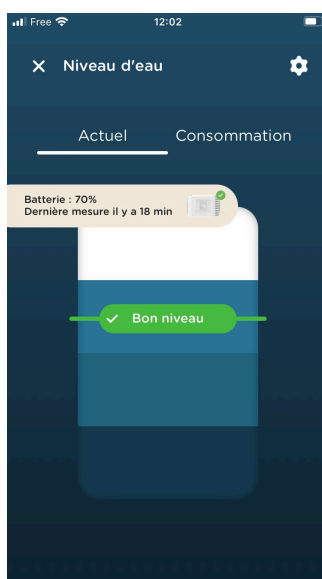 Free 12:02
Niveau d'eau
Actuel Consommation
Batterie : 70%
Dernière mesure il y a 18 min
Bon niveau